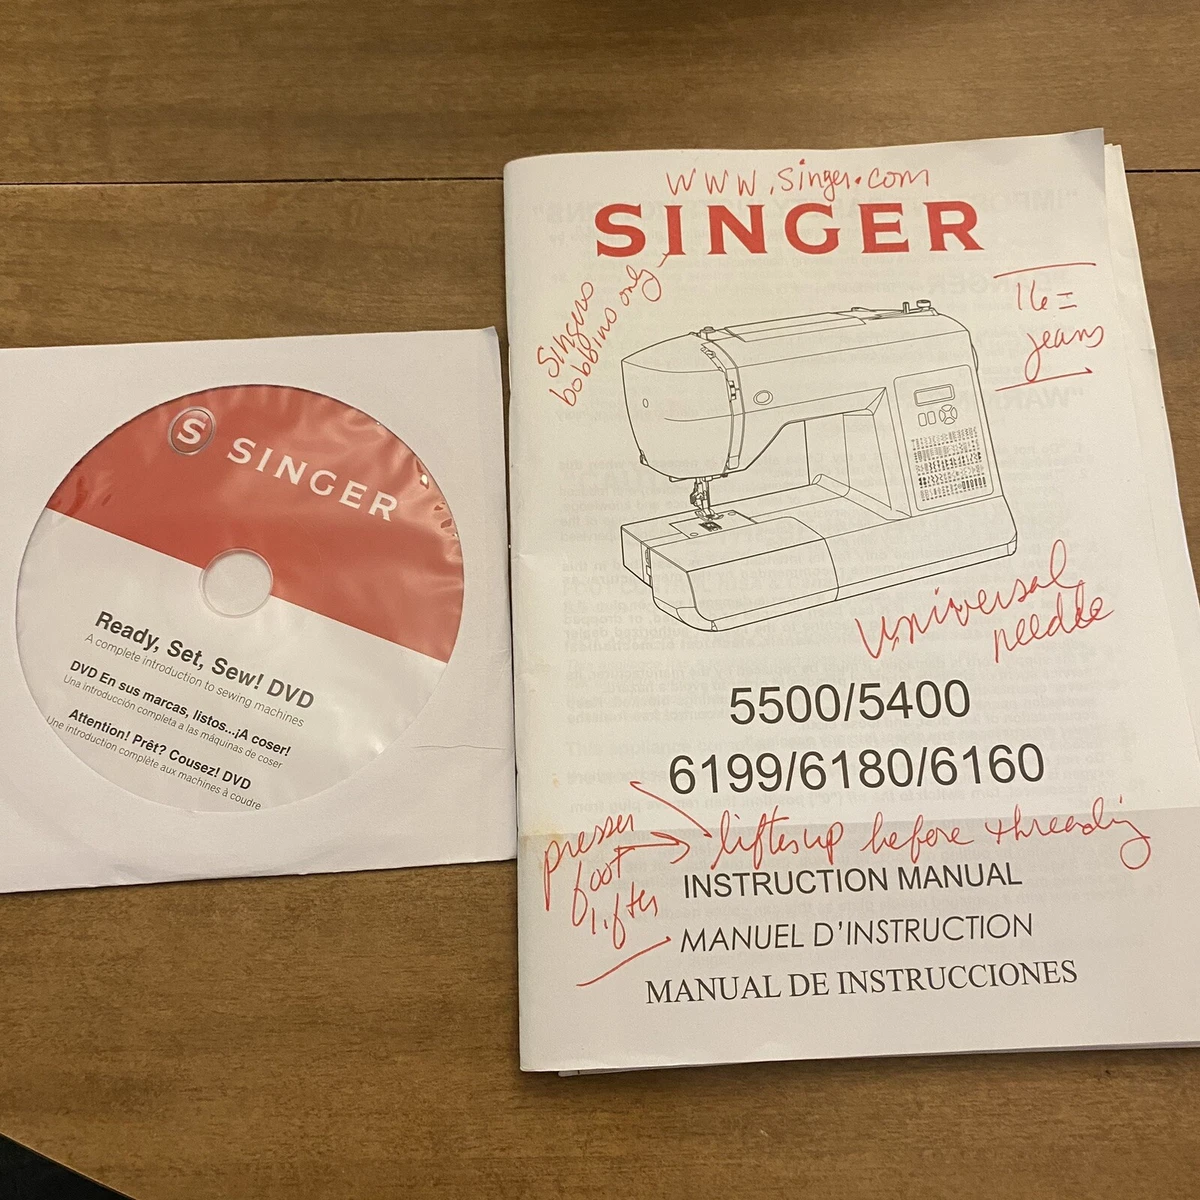 S SINGER
Ready, Set, Sew! DVD
A complete introduction to sewing machines
DVD En sus marcas, listos...¡A coser!
Una introducción completa a las máquinas de coser
Attention! Prêt? Cousez! DVD
Une introduction complète aux machines à coudre
www.singer.com
SINGER
Singers
bobbins only
16 =
jeans
Universal
needle
5500/5400
6199/6180/6160
presser
foot
lifter
lifter up before threading
INSTRUCTION MANUAL
MANUEL D'INSTRUCTION
MANUAL DE INSTRUCCIONES